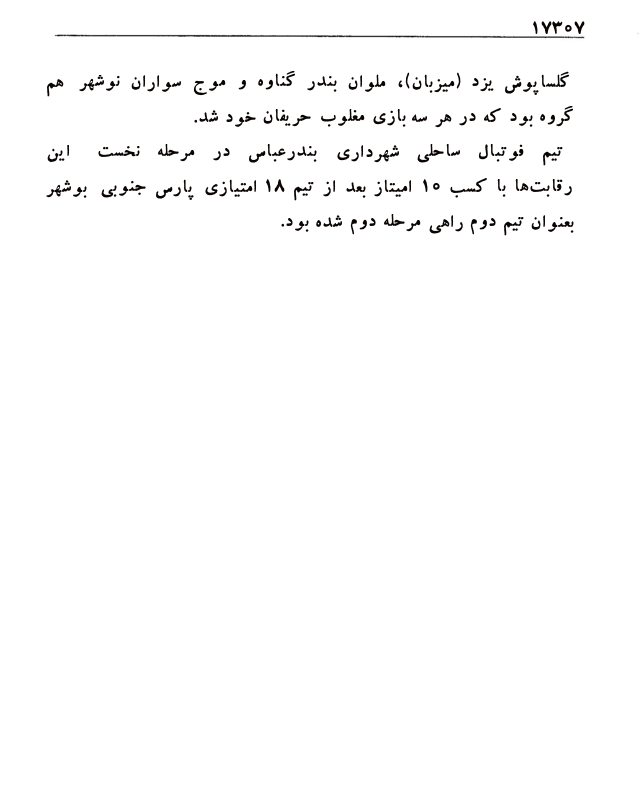 ۱۷۳۰۷
گلساپوش یزد (میزبان)، ملوان بندر گناوه و موج سواران نوشهر هم
گروه بود که در هر سه بازی مغلوب حریفان خود شد.
تیم فوتبال ساحلی شهرداری بندرعباس در مرحله نخست این
رقابت‌ها با کسب ۱۰ امیتاز بعد از تیم ۱۸ امتیازی پارس جنوبی بوشهر
بعنوان تیم دوم راهی مرحله دوم شده بود.